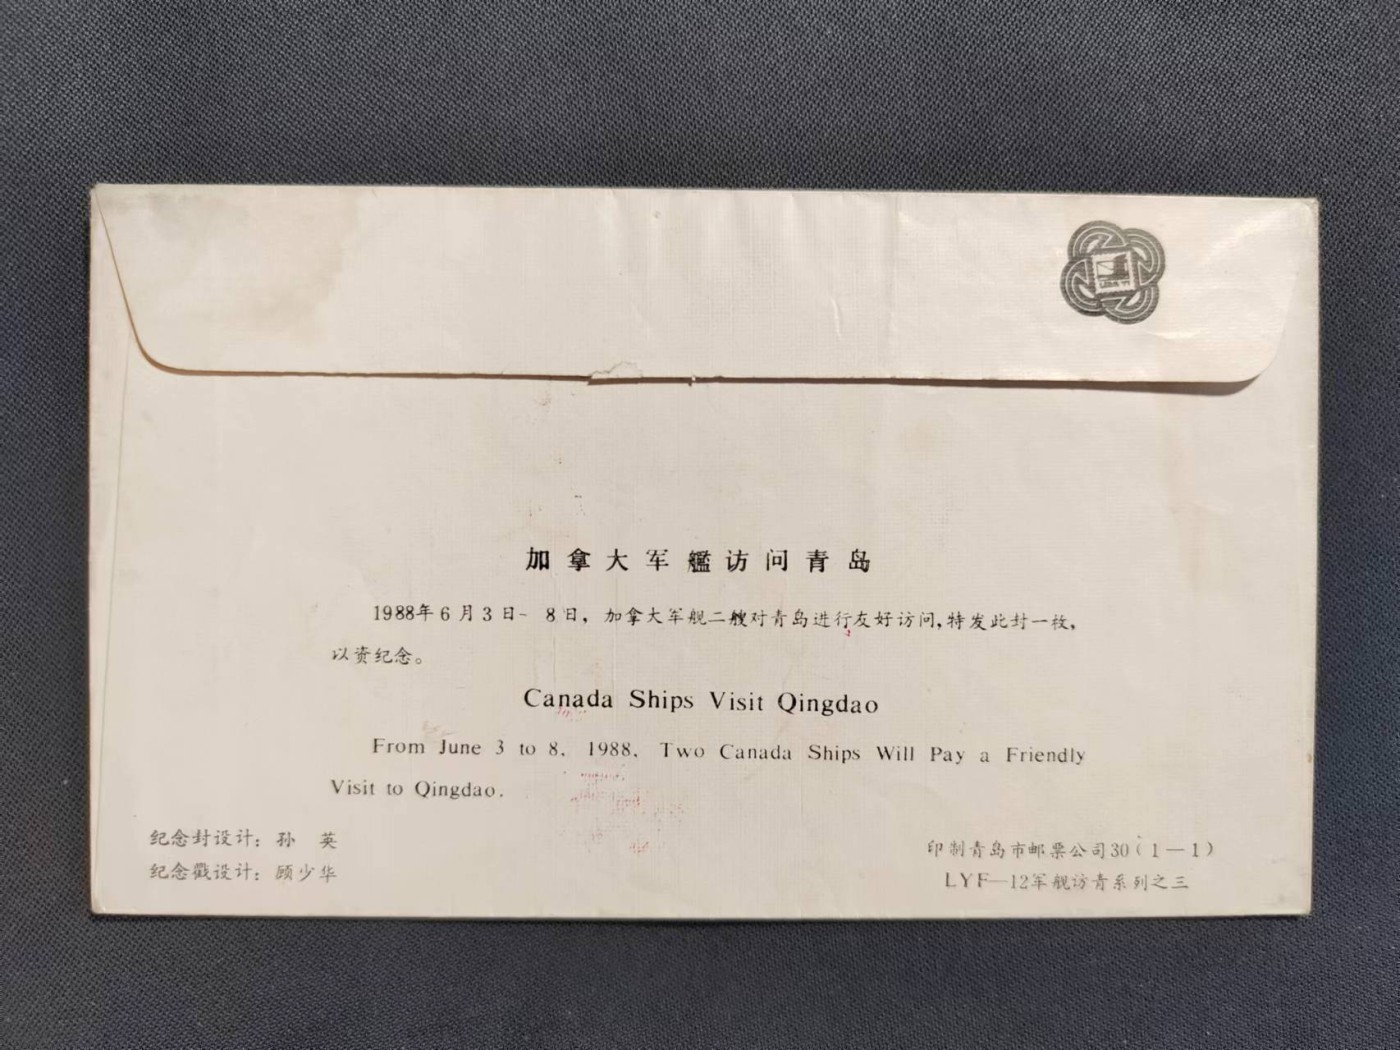 加拿大军艦访问青岛
1988年6月3日-8日，加拿大军舰二艘对青岛进行友好访问，特发此封一枚，
以资纪念。
Canada Ships Visit Qingdao
From June 3 to 8, 1988, Two Canada Ships Will Pay a Friendly
Visit to Qingdao.
纪念封设计：孙 英
纪念戳设计：顾少华
印制青岛市邮票公司30（1—1）
LYF—12军舰访青系列之三